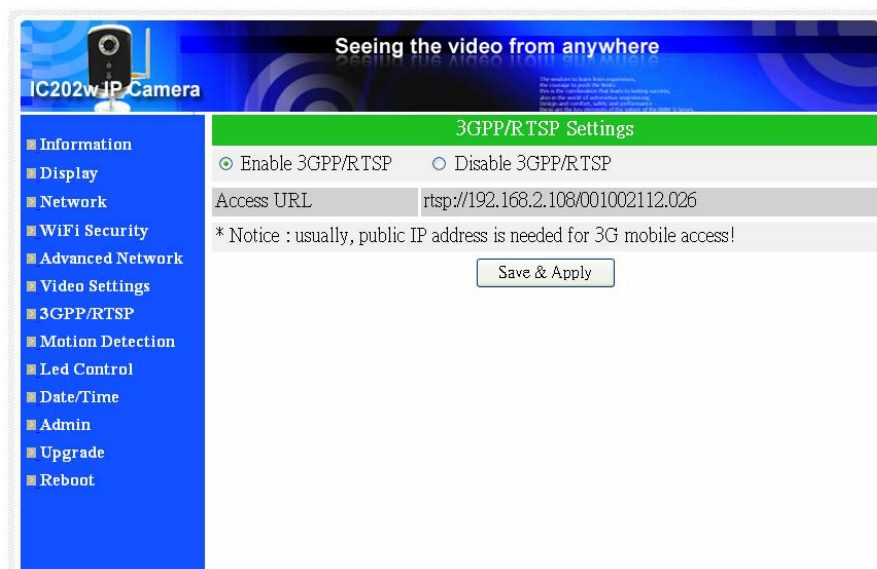 Seeing the video from anywhere
IC202w IP Camera
Information
Display
Network
WiFi Security
Advanced Network
Video Settings
3GPP/RTSP
Motion Detection
Led Control
Date/Time
Admin
Upgrade
Reboot
3GPP/RTSP Settings
Enable 3GPP/RTSP Disable 3GPP/RTSP
Access URL rtsp://192.168.2.108/001002112.026
* Notice : usually, public IP address is needed for 3G mobile access!
Save & Apply